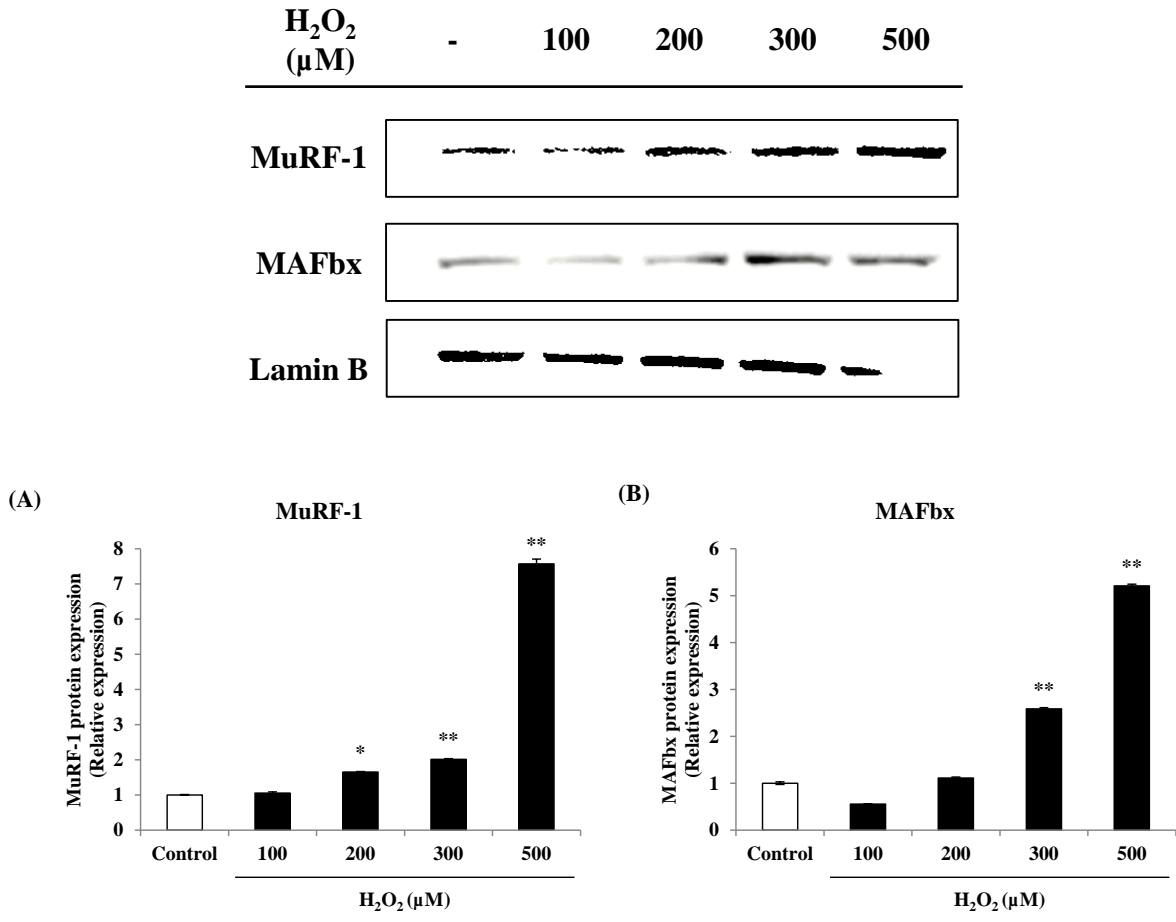 H₂O₂
(µM)
- 100 200 300 500
MuRF-1
MAFbx
Lamin B
(A)
MuRF-1
MuRF-1 protein expression
(Relative expression)
8
7
6
5
4
3
2
1
0
*
**
**
Control 100 200 300 500
H₂O₂ (µM)
(B)
MAFbx
MAFbx protein expression
(Relative expression)
6
5
4
3
2
1
0
**
**
Control 100 200 300 500
H₂O₂ (µM)